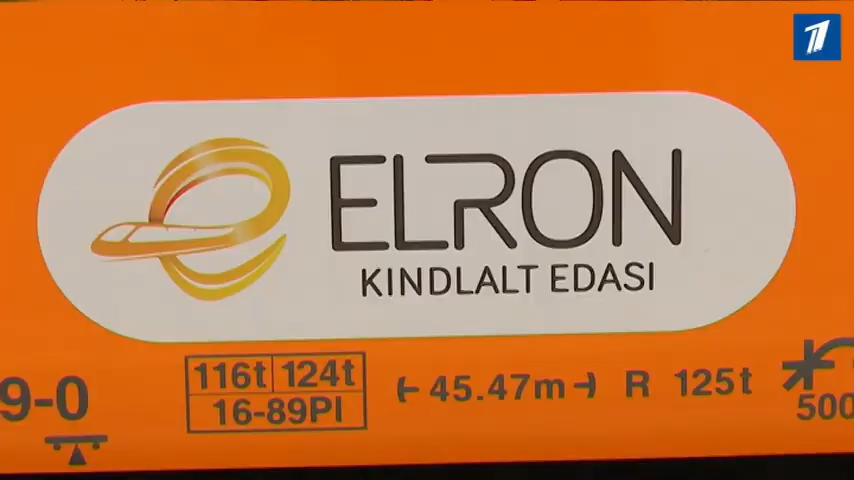 ELRON
KINDLALT EDASI
116t 124t
16-89PI
9-0
45.47m
R 125t
500